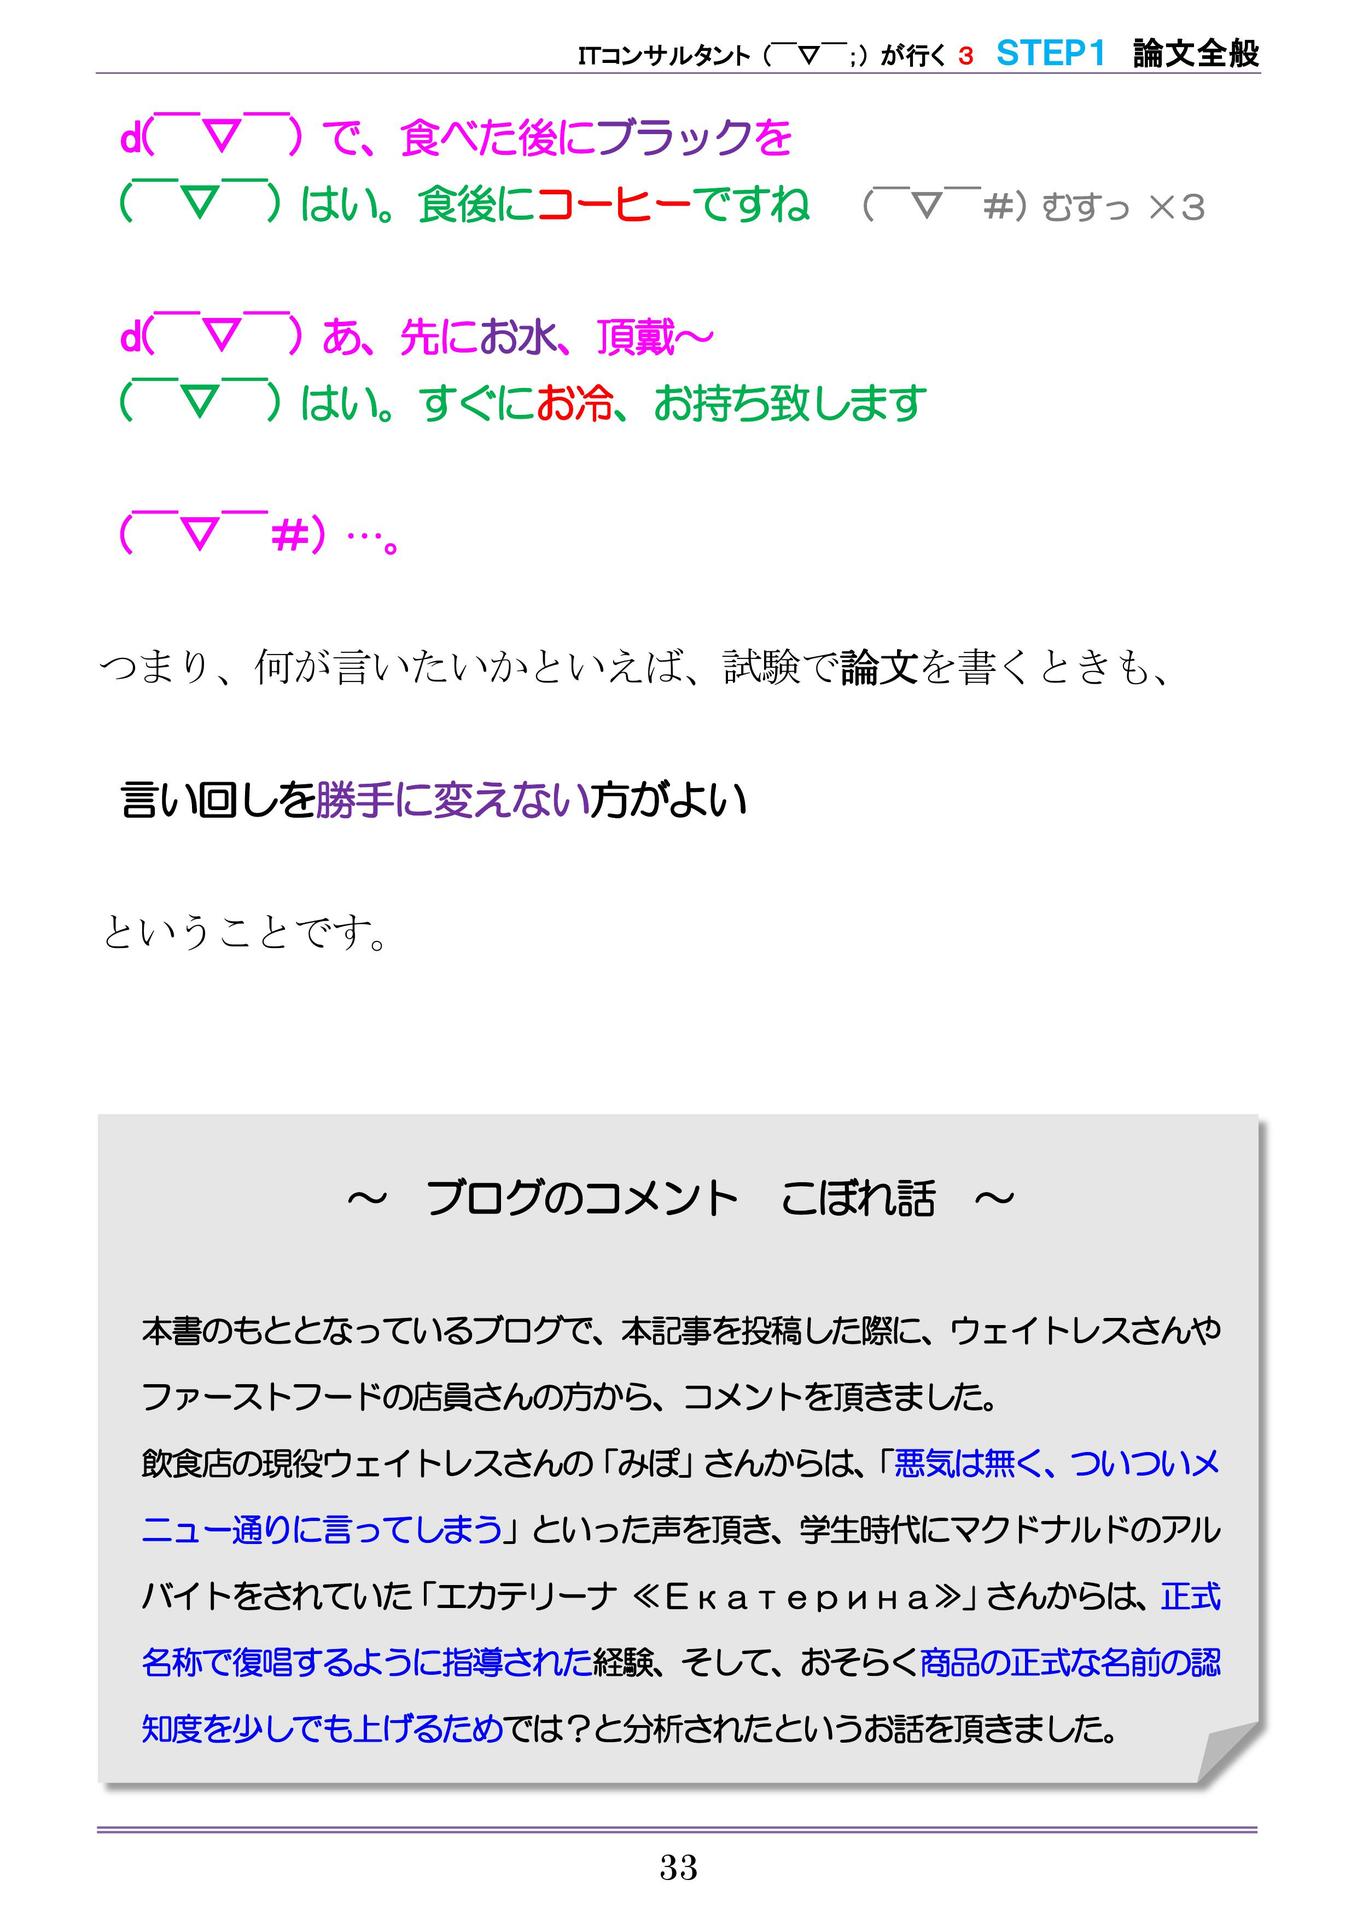 ITコンサルタント（￣▽￣；）が行く 3 STEP1 論文全般
d(￣▽￣）で、食べた後にブラックを
（￣▽￣）はい。食後にコーヒーですね （￣▽￣＃）むすっ ×３
d(￣▽￣）あ、先にお水、頂戴～
（￣▽￣）はい。すぐにお冷、お持ち致します
（￣▽￣＃）…。
つまり、何が言いたいかといえば、試験で論文を書くときも、
言い回しを勝手に変えない方がよい
ということです。
～ ブログのコメント こぼれ話 ～
本書のもととなっているブログで、本記事を投稿した際に、ウェイトレスさんや
ファーストフードの店員さんの方から、コメントを頂きました。
飲食店の現役ウェイトレスさんの「みぽ」さんからは、「悪気は無く、ついついメ
ニュー通りに言ってしまう」といった声を頂き、学生時代にマクドナルドのアル
バイトをされていた「エカテリーナ ≪Екатерина≫」さんからは、正式
名称で復唱するように指導された経験、そして、おそらく商品の正式な名前の認
知度を少しでも上げるためでは？と分析されたというお話を頂きました。
33